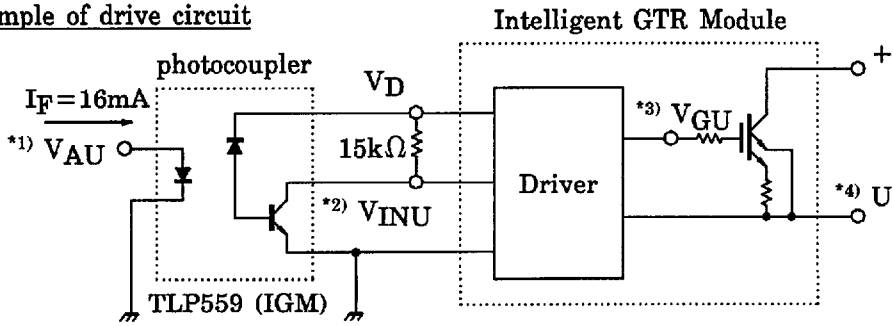 mple of drive circuit
Intelligent GTR Module
photocoupler
IF=16mA
*1) VAU
VD
15kΩ
*2) VINU
Driver
*3) VGU
+
*4) U
TLP559 (IGM)